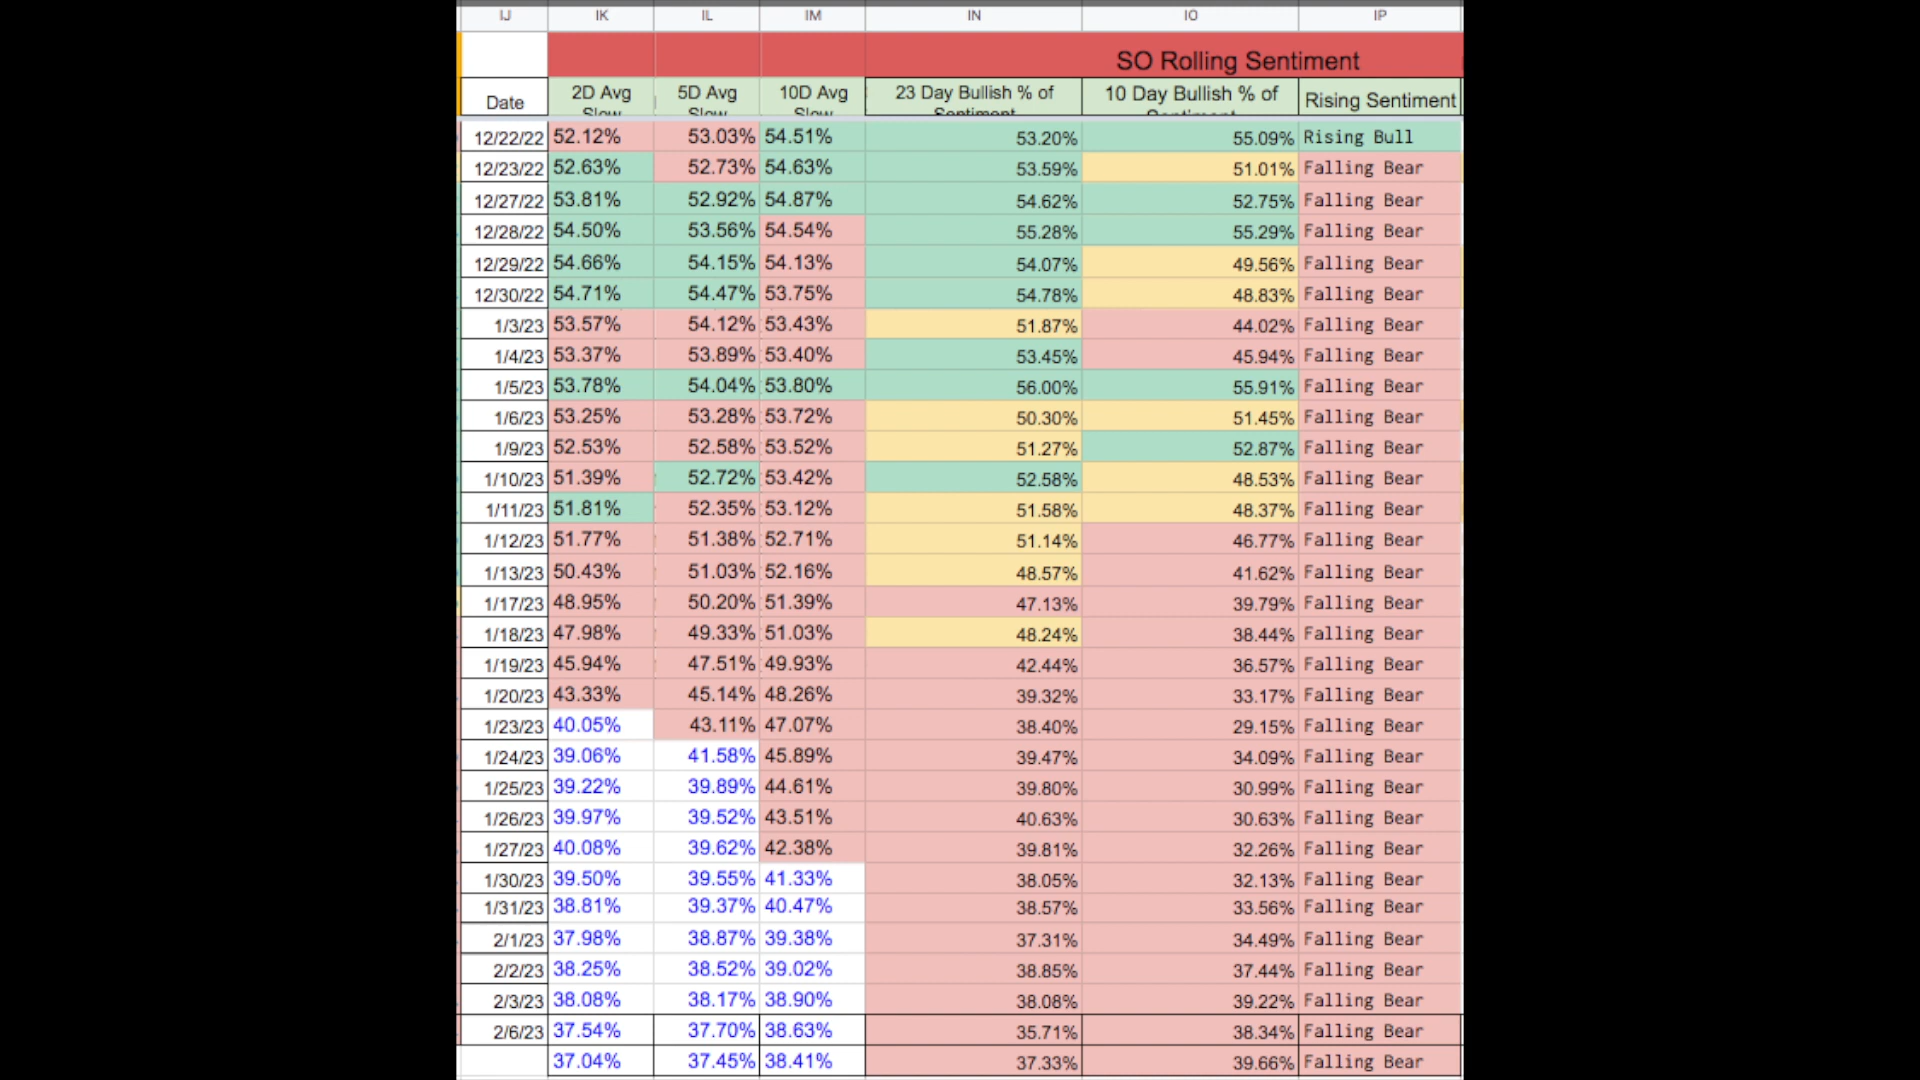 IJ IK IL IM IN IO IP
SO Rolling Sentiment
Date 2D Avg Slow 5D Avg Slow 10D Avg Slow 23 Day Bullish % of Sentiment 10 Day Bullish % of Sentiment Rising Sentiment
12/22/22 52.12% 53.03% 54.51% 53.20% 55.09% Rising Bull
12/23/22 52.63% 52.73% 54.63% 53.59% 51.01% Falling Bear
12/27/22 53.81% 52.92% 54.87% 54.62% 52.75% Falling Bear
12/28/22 54.50% 53.56% 54.54% 55.28% 55.29% Falling Bear
12/29/22 54.66% 54.15% 54.13% 54.07% 49.56% Falling Bear
12/30/22 54.71% 54.47% 53.75% 54.78% 48.83% Falling Bear
1/3/23 53.57% 54.12% 53.43% 51.87% 44.02% Falling Bear
1/4/23 53.37% 53.89% 53.40% 53.45% 45.94% Falling Bear
1/5/23 53.78% 54.04% 53.80% 56.00% 55.91% Falling Bear
1/6/23 53.25% 53.28% 53.72% 50.30% 51.45% Falling Bear
1/9/23 52.53% 52.58% 53.52% 51.27% 52.87% Falling Bear
1/10/23 51.39% 52.72% 53.42% 52.58% 48.53% Falling Bear
1/11/23 51.81% 52.35% 53.12% 51.58% 48.37% Falling Bear
1/12/23 51.77% 51.38% 52.71% 51.14% 46.77% Falling Bear
1/13/23 50.43% 51.03% 52.16% 48.57% 41.62% Falling Bear
1/17/23 48.95% 50.20% 51.39% 47.13% 39.79% Falling Bear
1/18/23 47.98% 49.33% 51.03% 48.24% 38.44% Falling Bear
1/19/23 45.94% 47.51% 49.93% 42.44% 36.57% Falling Bear
1/20/23 43.33% 45.14% 48.26% 39.32% 33.17% Falling Bear
1/23/23 40.05% 43.11% 47.07% 38.40% 29.15% Falling Bear
1/24/23 39.06% 41.58% 45.89% 39.47% 34.09% Falling Bear
1/25/23 39.22% 39.89% 44.61% 39.80% 30.99% Falling Bear
1/26/23 39.97% 39.52% 43.51% 40.63% 30.63% Falling Bear
1/27/23 40.08% 39.62% 42.38% 39.81% 32.26% Falling Bear
1/30/23 39.50% 39.55% 41.33% 38.05% 32.13% Falling Bear
1/31/23 38.81% 39.37% 40.47% 38.57% 33.56% Falling Bear
2/1/23 37.98% 38.87% 39.38% 37.31% 34.49% Falling Bear
2/2/23 38.25% 38.52% 39.02% 38.85% 37.44% Falling Bear
2/3/23 38.08% 38.17% 38.90% 38.08% 39.22% Falling Bear
2/6/23 37.54% 37.70% 38.63% 35.71% 38.34% Falling Bear
37.04% 37.45% 38.41% 37.33% 39.66% Falling Bear